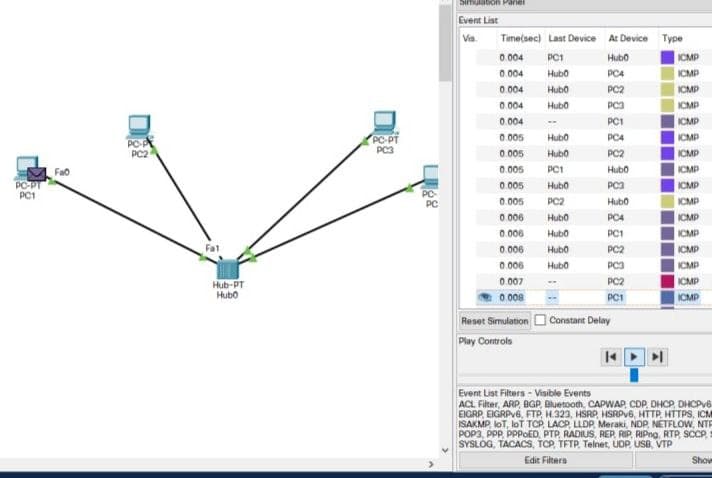 Simulation Panel
Event List
Vis. Time(sec) Last Device At Device Type
0.004 PC1 Hub0 ICMP
0.004 Hub0 PC4 ICMP
0.004 Hub0 PC2 ICMP
0.004 Hub0 PC3 ICMP
0.004 -- PC1 ICMP
0.005 Hub0 PC4 ICMP
0.005 Hub0 PC2 ICMP
0.005 PC1 Hub0 ICMP
0.005 Hub0 PC3 ICMP
0.005 PC2 Hub0 ICMP
0.006 Hub0 PC4 ICMP
0.006 Hub0 PC1 ICMP
0.006 Hub0 PC2 ICMP
0.006 Hub0 PC3 ICMP
0.007 -- PC2 ICMP
0.008 -- PC1 ICMP
Reset Simulation Constant Delay
Play Controls
Event List Filters - Visible Events
ACL Filter, ARP, BGP, Bluetooth, CAPWAP, CDP, DHCP, DHCPv6
EIGRP, EIGRPv6, FTP, H.323, HSRP, HSRPv6, HTTP, HTTPS, ICM
ISAKMP, IoT, IoT TCP, LACP, LLDP, Meraki, NDP, NETFLOW, NTP
POP3, PPP, PPPoED, PTP, RADIUS, REP, RIP, RIPng, RTP, SCCP,
SYSLOG, TACACS, TCP, TFTP, Telnet, UDP, USB, VTP
Edit Filters Show
PC-PT
PC1
Fa0
PC-PT
PC2
PC-PT
PC3
PC-
PC
Fa1
Hub-PT
Hub0